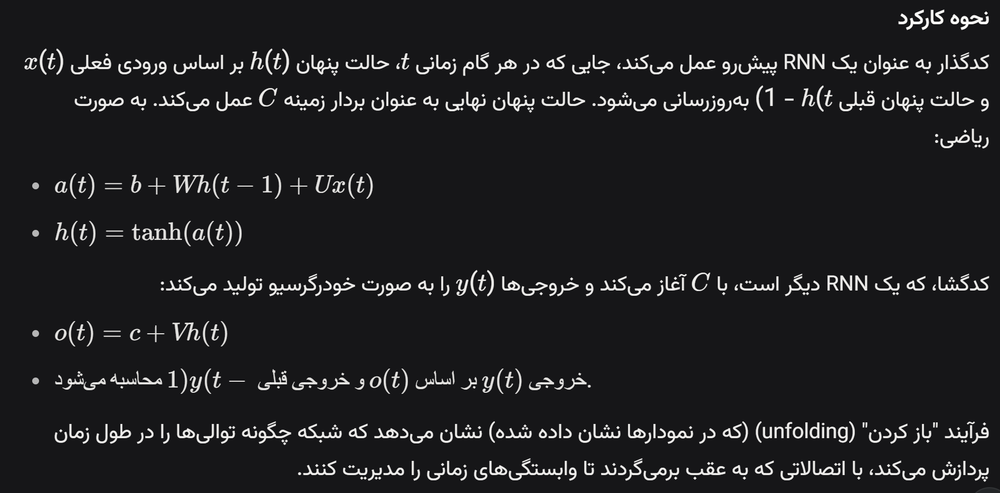 نحوه کارکرد
کدگذار به عنوان یک RNN پیش‌رو عمل می‌کند، جایی که در هر گام زمانی t، حالت پنهان h(t) بر اساس ورودی فعلی x(t)
و حالت پنهان قبلی h(t − 1) به‌روزرسانی می‌شود. حالت پنهان نهایی به عنوان بردار زمینه C عمل می‌کند. به صورت
ریاضی:
• a(t) = b + Wh(t − 1) + Ux(t)
• h(t) = tanh(a(t))
کدگشا، که یک RNN دیگر است، با C آغاز می‌کند و خروجی‌ها y(t) را به صورت خودرگرسیو تولید می‌کند:
• o(t) = c + Vh(t)
• خروجی y(t) بر اساس o(t) و خروجی قبلی y(t − 1) محاسبه می‌شود.
فرآیند "باز کردن" (unfolding) (که در نمودارها نشان داده شده) نشان می‌دهد که شبکه چگونه توالی‌ها را در طول زمان
پردازش می‌کند، با اتصالاتی که به عقب برمی‌گردند تا وابستگی‌های زمانی را مدیریت کنند.